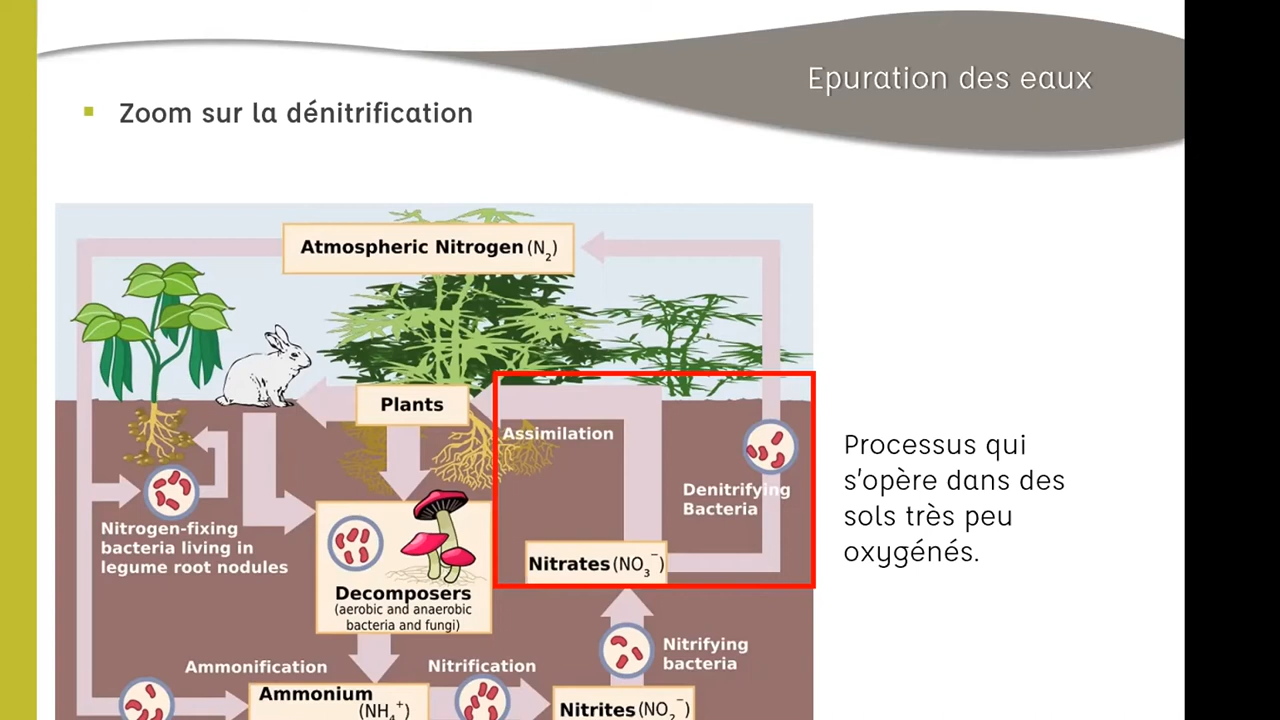 Epuration des eaux
Zoom sur la dénitrification
Atmospheric Nitrogen (N₂)
Plants
Assimilation
Denitrifying
Bacteria
Nitrogen-fixing
bacteria living in
legume root nodules
Nitrates (NO₃⁻)
Decomposers
(aerobic and anaerobic
bacteria and fungi)
Processus qui
s'opère dans des
sols très peu
oxygénés.
Nitrifying
bacteria
Ammonification
Nitrification
Ammonium
(NH₄⁺)
Nitrites (NO₂⁻)